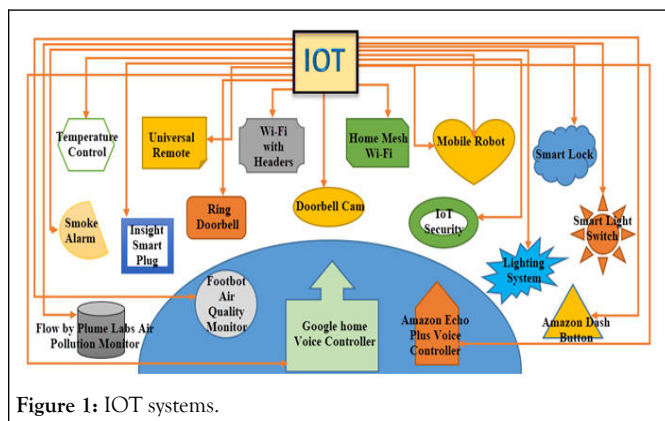 IOT
Temperature
Control
Universal
Remote
Wi-Fi
with
Headers
Home Mesh
Wi-Fi
Mobile Robot
Smart Lock
Smoke
Alarm
Insight
Smart
Plug
Ring
Doorbell
Doorbell Cam
IoT
Security
Lighting
System
Smart Light
Switch
Flow by Plume Labs Air
Pollution Monitor
Footbot
Air
Quality
Monitor
Google home
Voice Controller
Amazon Echo
Plus Voice
Controller
Amazon Dash
Button
Figure 1: IOT systems.